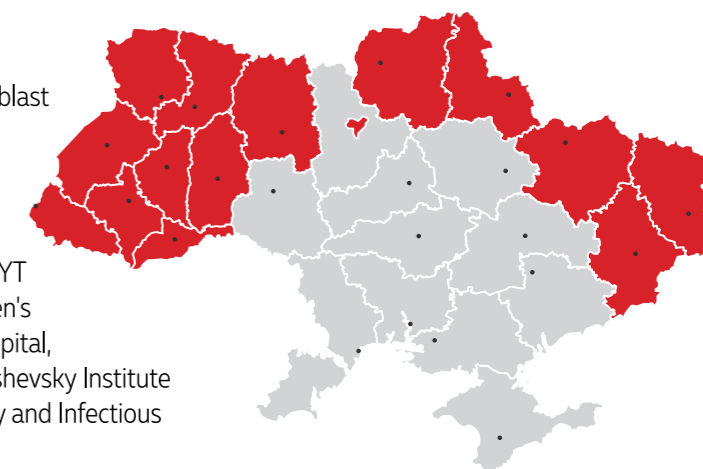 blast
YT
en's
pital,
shevsky Institute
y and Infectious